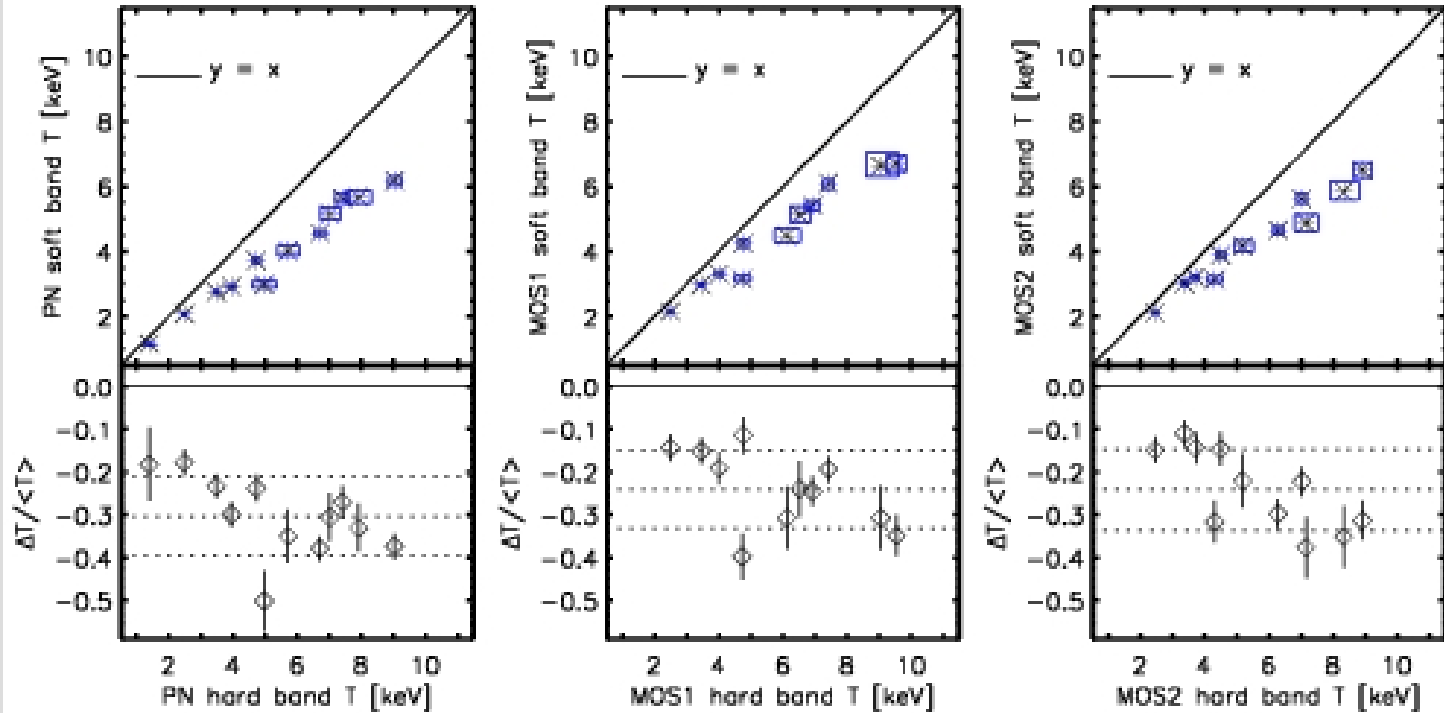 PN soft band T [keV]
10
8
6
4
2
y = x
ΔT/<T>
0.0
−0.1
−0.2
−0.3
−0.4
−0.5
2 4 6 8 10
PN hard band T [keV]
MOS1 soft band T [keV]
10
8
6
4
2
y = x
ΔT/<T>
0.0
−0.1
−0.2
−0.3
−0.4
−0.5
2 4 6 8 10
MOS1 hard band T [keV]
MOS2 soft band T [keV]
10
8
6
4
2
y = x
ΔT/<T>
0.0
−0.1
−0.2
−0.3
−0.4
−0.5
2 4 6 8 10
MOS2 hard band T [keV]